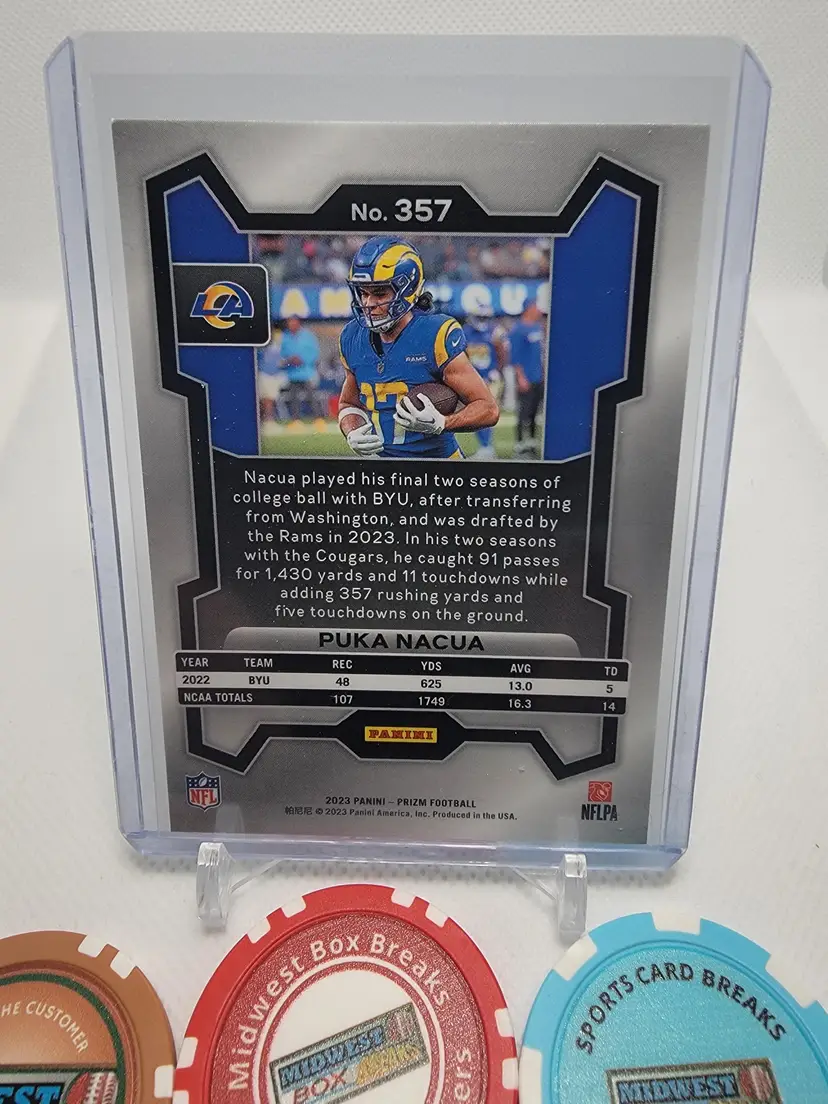 No. 357
LA
RAMS
17
Nacua played his final two seasons of
college ball with BYU, after transferring
from Washington, and was drafted by
the Rams in 2023. In his two seasons
with the Cougars, he caught 91 passes
for 1,430 yards and 11 touchdowns while
adding 357 rushing yards and
five touchdowns on the ground.
PUKA NACUA
YEAR TEAM REC YDS AVG TD
2022 BYU 48 625 13.0 5
NCAA TOTALS 107 1749 16.3 14
PANINI
NFL
NFLPA
2023 PANINI – PRIZM FOOTBALL
帕尼尼 © 2023 Panini America, Inc. Produced in the USA.
HE CUSTOMER
Midwest Box Breaks
MIDWEST
BOX BREAKS
SPORTS CARD BREAKS
MIDWEST